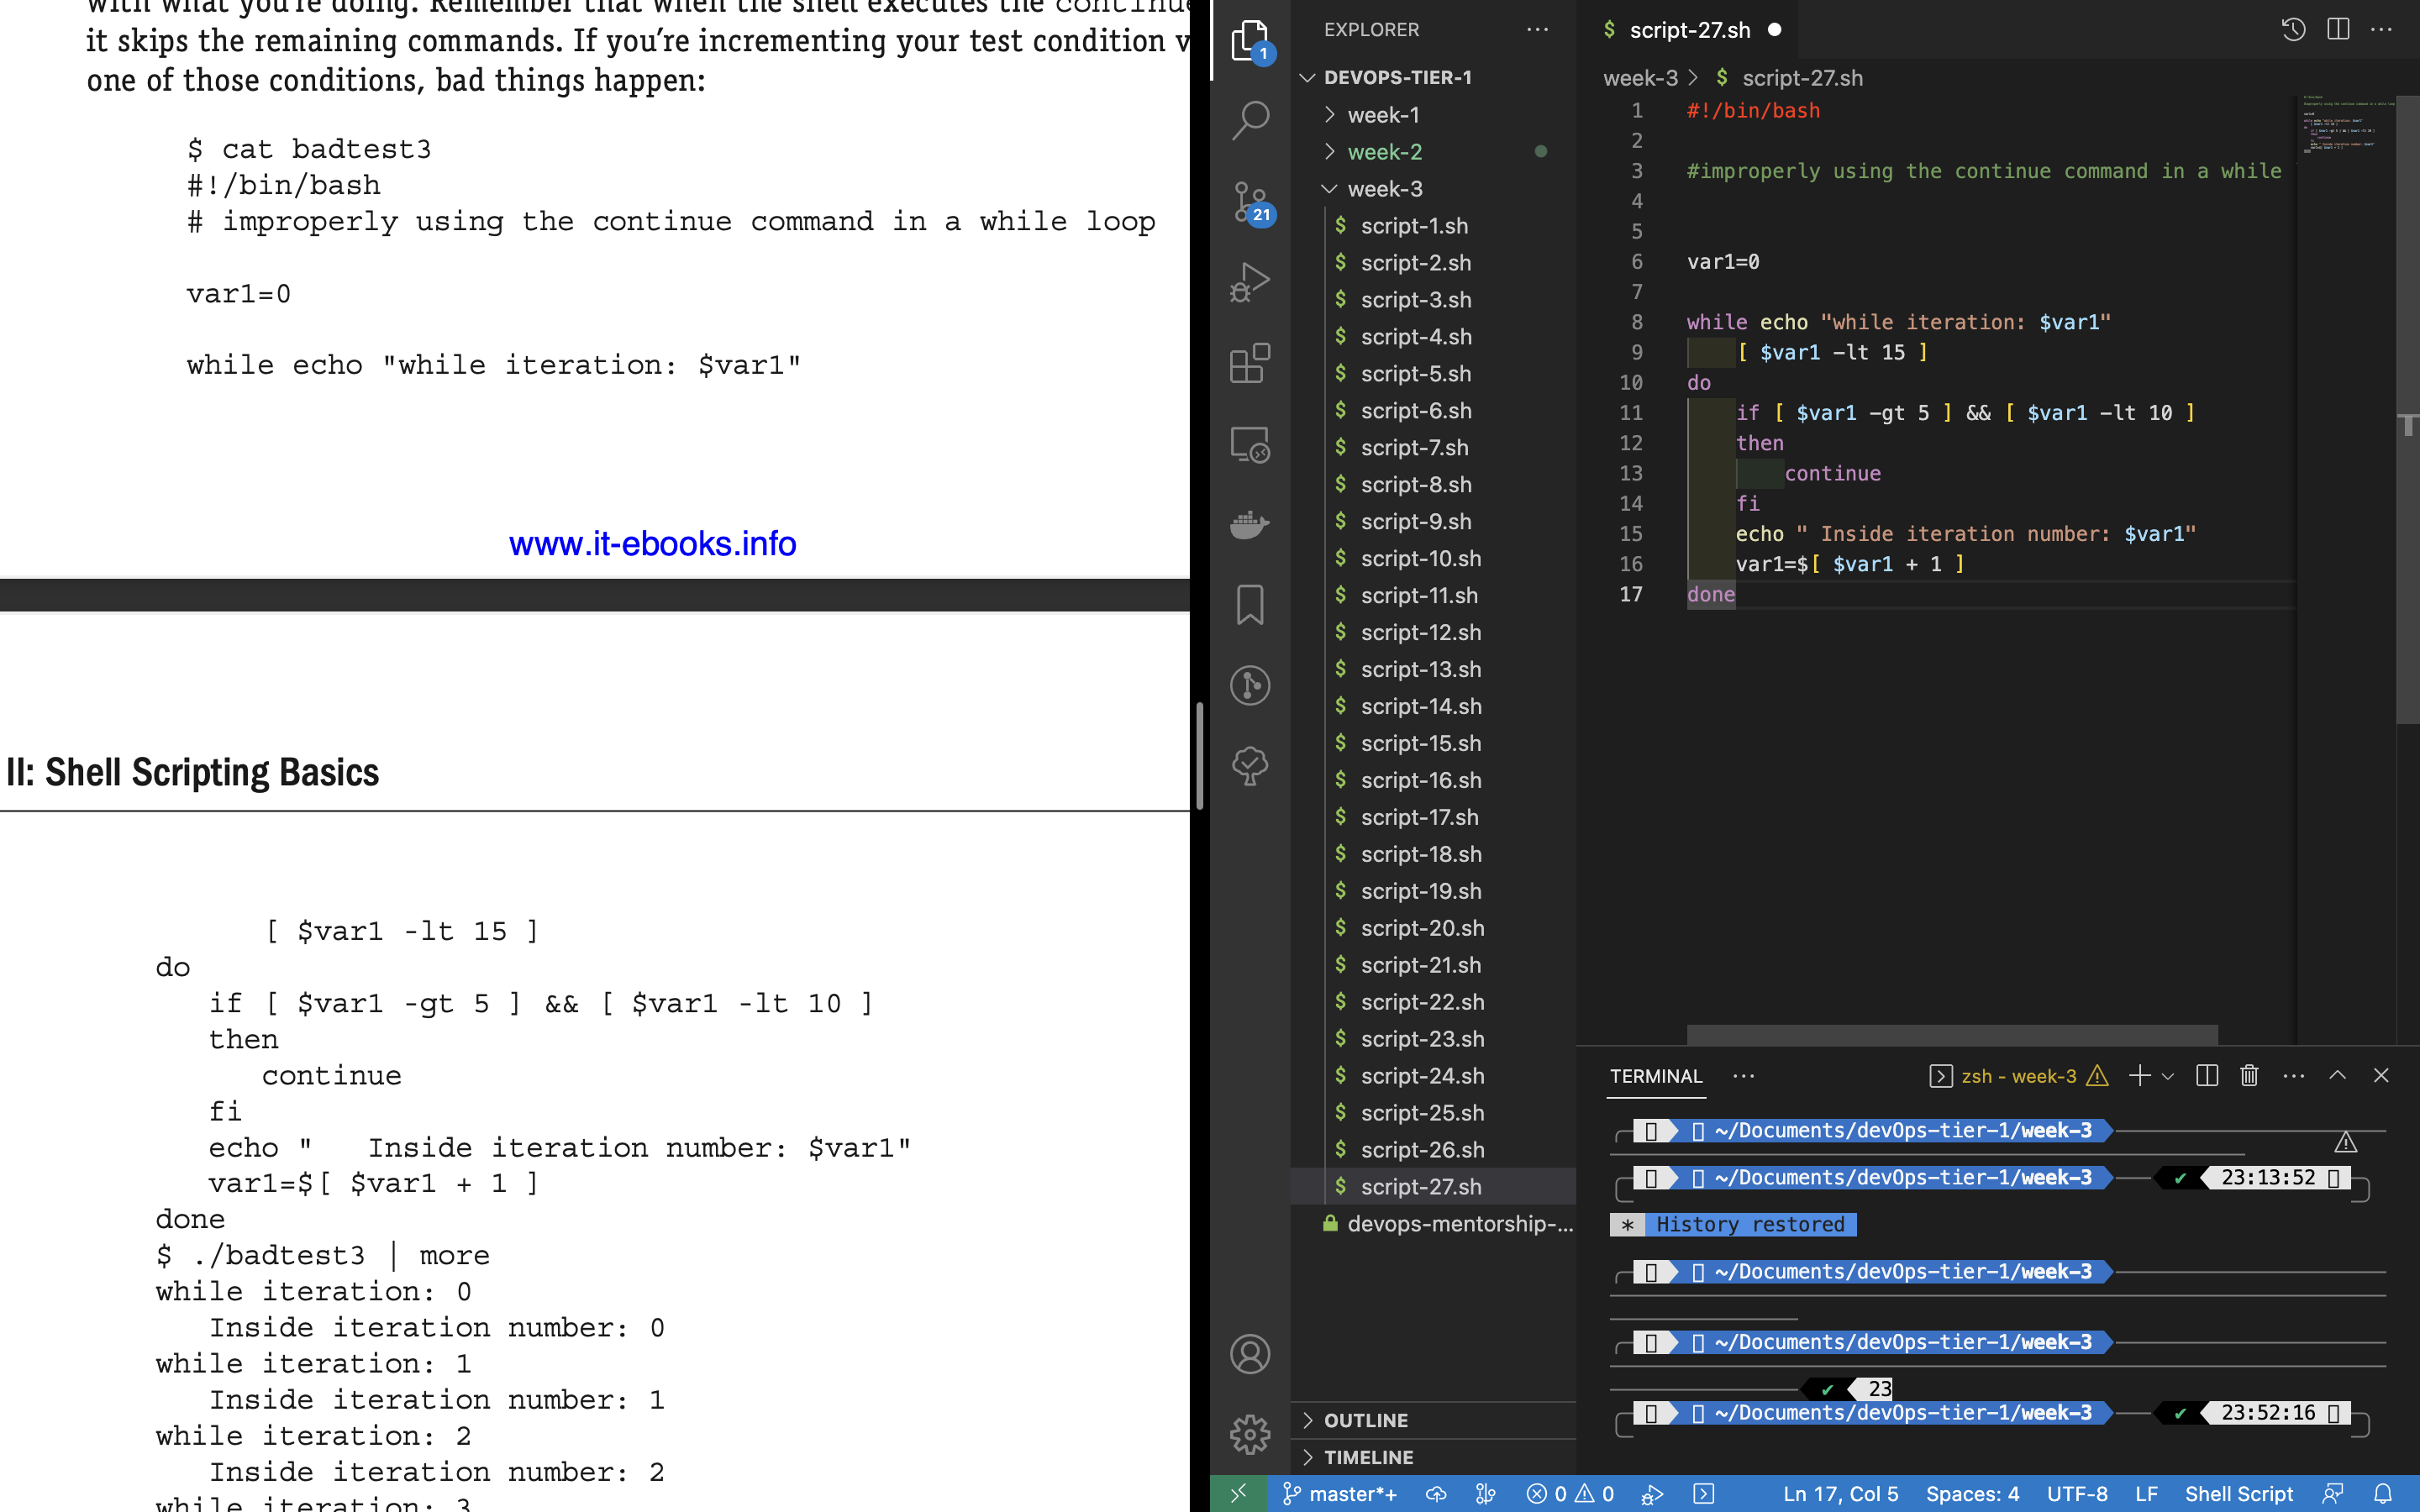 with what you're doing. Remember that when the shell executes the continue
it skips the remaining commands. If you're incrementing your test condition v
one of those conditions, bad things happen:
$ cat badtest3
#!/bin/bash
# improperly using the continue command in a while loop
var1=0
while echo "while iteration: $var1"
www.it-ebooks.info
II: Shell Scripting Basics
[ $var1 -lt 15 ]
do
if [ $var1 -gt 5 ] && [ $var1 -lt 10 ]
then
continue
fi
echo "   Inside iteration number: $var1"
var1=$[ $var1 + 1 ]
done
$ ./badtest3 | more
while iteration: 0
Inside iteration number: 0
while iteration: 1
Inside iteration number: 1
while iteration: 2
Inside iteration number: 2
while iteration: 3
1
21
EXPLORER
DEVOPS-TIER-1
week-1
week-2
week-3
$ script-1.sh
$ script-2.sh
$ script-3.sh
$ script-4.sh
$ script-5.sh
$ script-6.sh
$ script-7.sh
$ script-8.sh
$ script-9.sh
$ script-10.sh
$ script-11.sh
$ script-12.sh
$ script-13.sh
$ script-14.sh
$ script-15.sh
$ script-16.sh
$ script-17.sh
$ script-18.sh
$ script-19.sh
$ script-20.sh
$ script-21.sh
$ script-22.sh
$ script-23.sh
$ script-24.sh
$ script-25.sh
$ script-26.sh
$ script-27.sh
devops-mentorship-...
OUTLINE
TIMELINE
$ script-27.sh ●
week-3 > $ script-27.sh
1 #!/bin/bash
2
3 #improperly using the continue command in a while
4
5
6 var1=0
7
8 while echo "while iteration: $var1"
9 [ $var1 -lt 15 ]
10 do
11 if [ $var1 -gt 5 ] && [ $var1 -lt 10 ]
12 then
13 continue
14 fi
15 echo " Inside iteration number: $var1"
16 var1=$[ $var1 + 1 ]
17 done
TERMINAL ··· zsh - week-3
~/Documents/devOps-tier-1/week-3
~/Documents/devOps-tier-1/week-3 ✔ 23:13:52
* History restored
~/Documents/devOps-tier-1/week-3
~/Documents/devOps-tier-1/week-3
✔ 23
~/Documents/devOps-tier-1/week-3 ✔ 23:52:16
master*+ 0 0 Ln 17, Col 5 Spaces: 4 UTF-8 LF Shell Script